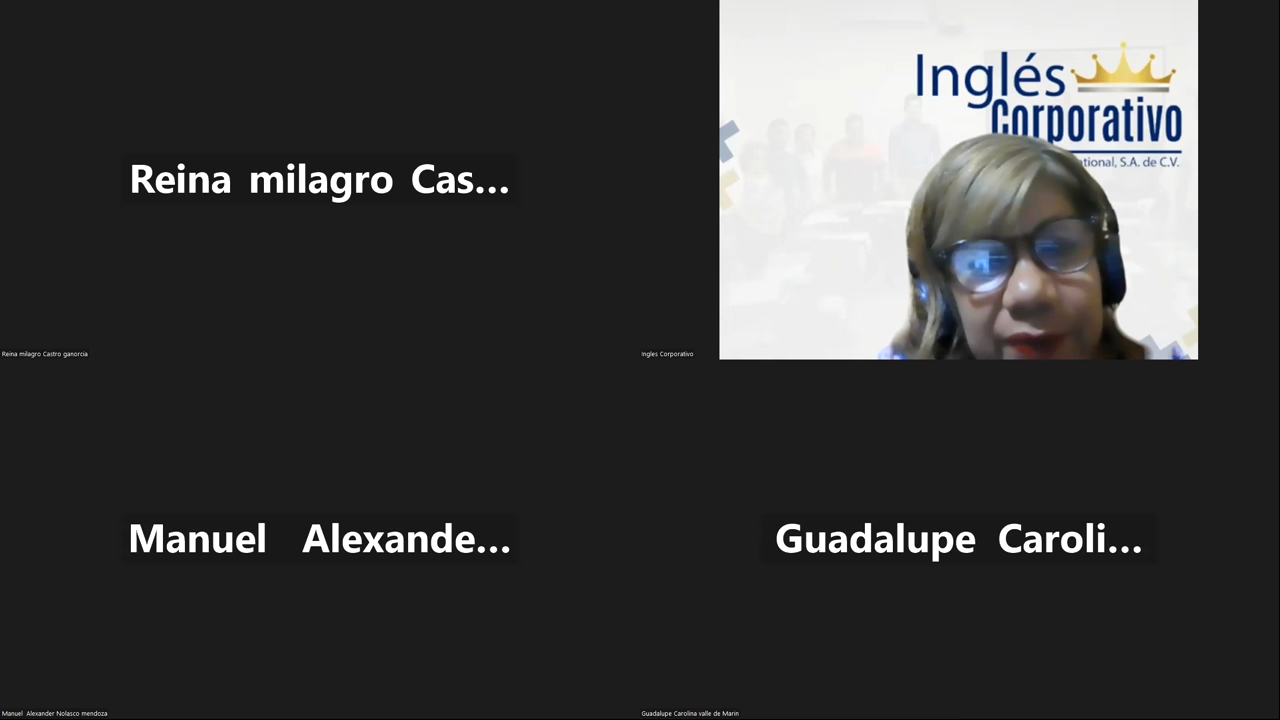 Reina milagro Cas...
Reina milagro Castro ganorcia
Inglés
Corporativo
ational, S.A. de C.V.
Ingles Corporativo
Manuel Alexande...
Manuel Alexander Nolasco mendoza
Guadalupe Caroli...
Guadalupe Carolina valle de Marin